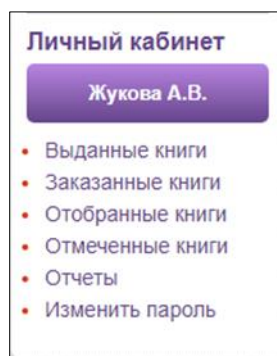 Личный кабинет
Жукова А.В.
Выданные книги
Заказанные книги
Отобранные книги
Отмеченные книги
Отчеты
Изменить пароль